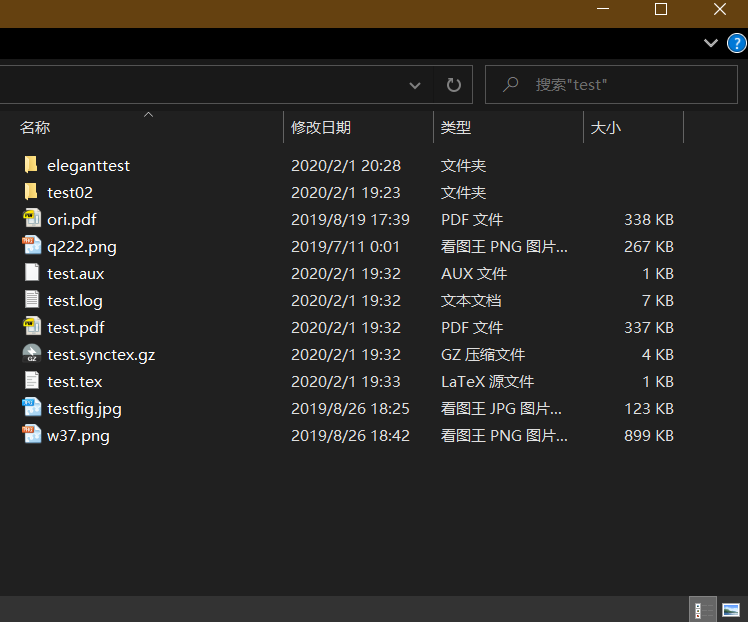 ?
搜索"test"
名称 修改日期 类型 大小
eleganttest 2020/2/1 20:28 文件夹
test02 2020/2/1 19:23 文件夹
ori.pdf 2019/8/19 17:39 PDF 文件 338 KB
q222.png 2019/7/11 0:01 看图王 PNG 图片... 267 KB
test.aux 2020/2/1 19:32 AUX 文件 1 KB
test.log 2020/2/1 19:32 文本文档 7 KB
test.pdf 2020/2/1 19:32 PDF 文件 337 KB
test.synctex.gz 2020/2/1 19:32 GZ 压缩文件 4 KB
test.tex 2020/2/1 19:33 LaTeX 源文件 1 KB
testfig.jpg 2019/8/26 18:25 看图王 JPG 图片... 123 KB
w37.png 2019/8/26 18:42 看图王 PNG 图片... 899 KB